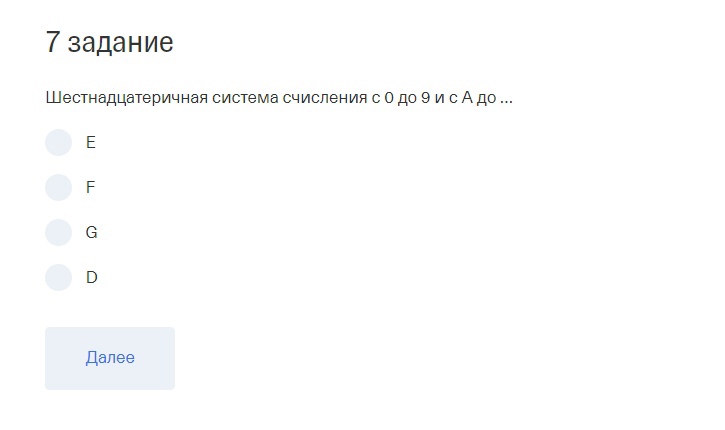 7 задание
Шестнадцатеричная система счисления с 0 до 9 и с A до ...
E
F
G
D
Далее